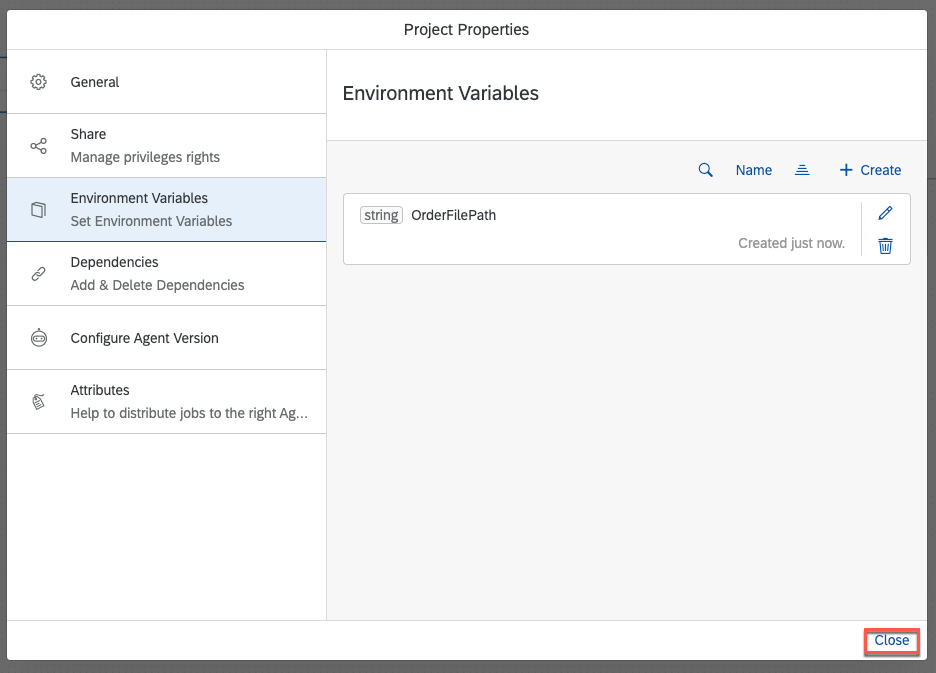 Project Properties
General
Share
Manage privileges rights
Environment Variables
Set Environment Variables
Dependencies
Add & Delete Dependencies
Configure Agent Version
Attributes
Help to distribute jobs to the right Ag...
Environment Variables
Name
Create
string OrderFilePath
Created just now.
Close